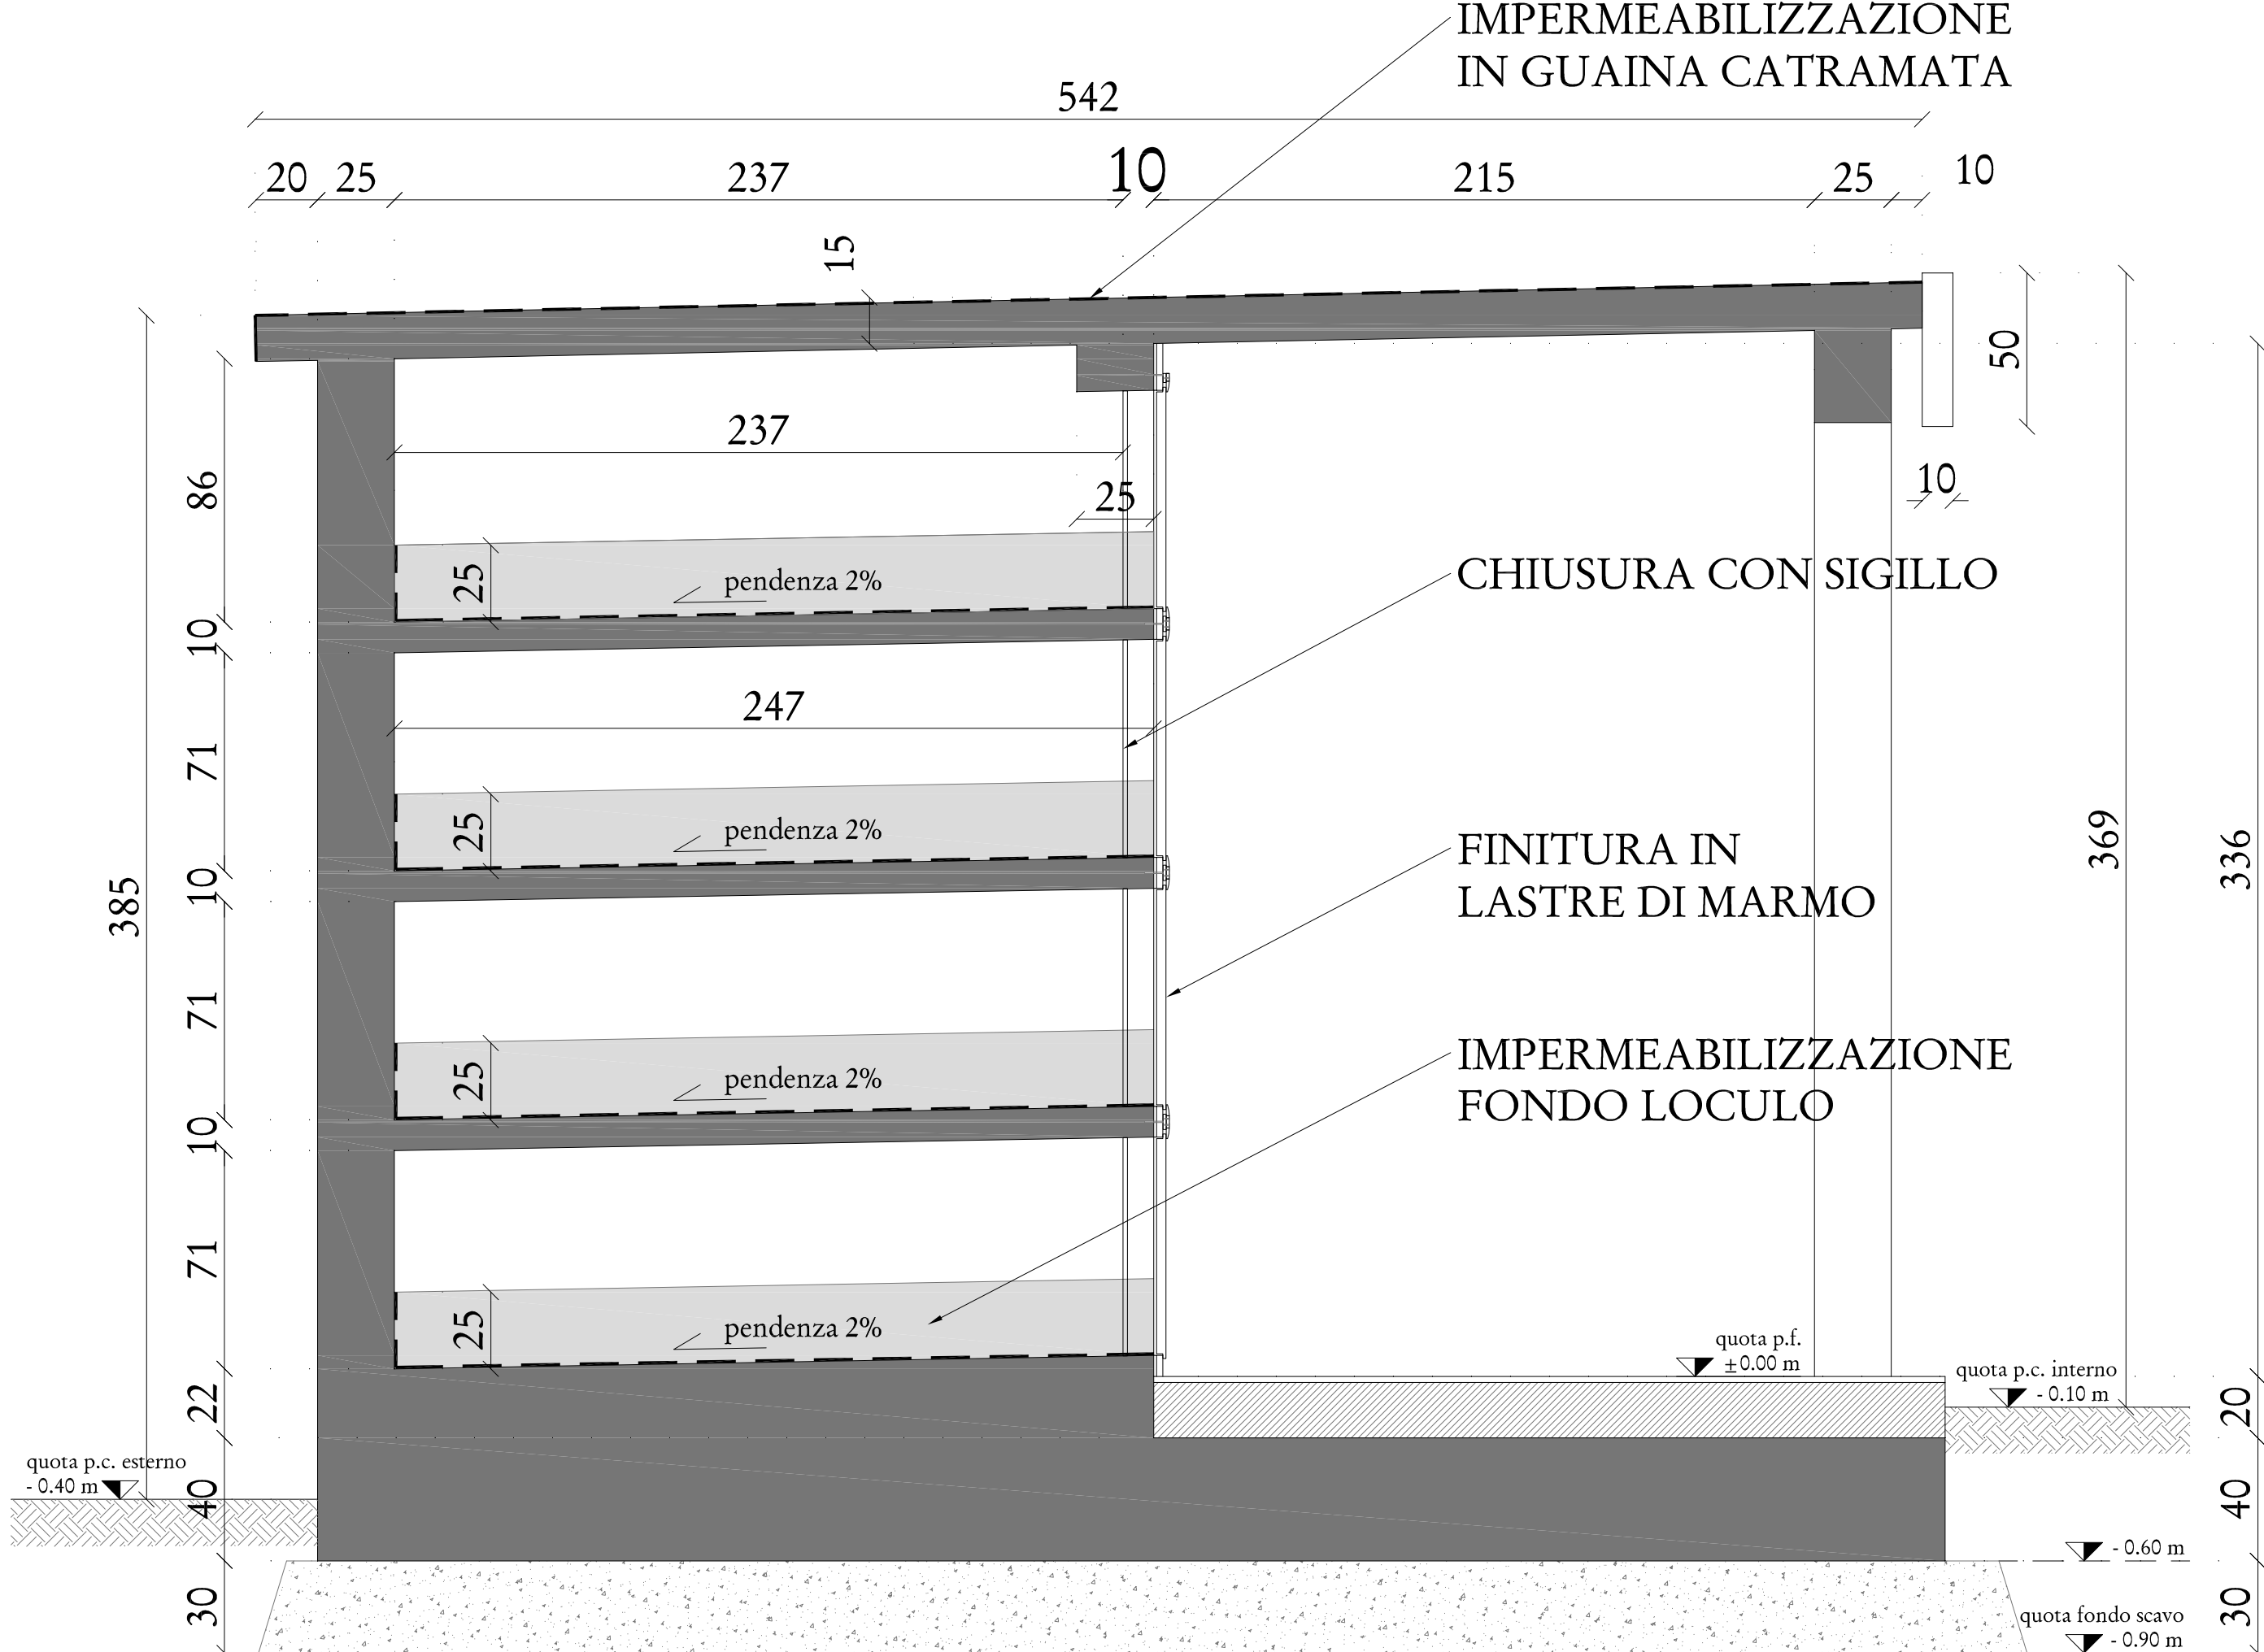 IMPERMEABILIZZAZIONE
IN GUAINA CATRAMATA
542
20 25 237 10 215 25 10
15
50
237
86
10
25
CHIUSURA CON SIGILLO
25 pendenza 2%
10
247
71
369
336
FINITURA IN
LASTRE DI MARMO
25 pendenza 2%
10
385
71
IMPERMEABILIZZAZIONE
FONDO LOCULO
25 pendenza 2%
10
71
25 pendenza 2%
quota p.f.
±0.00 m
quota p.c. interno
- 0.10 m
22
20
quota p.c. esterno
- 0.40 m
40
40
- 0.60 m
30
30
quota fondo scavo
- 0.90 m